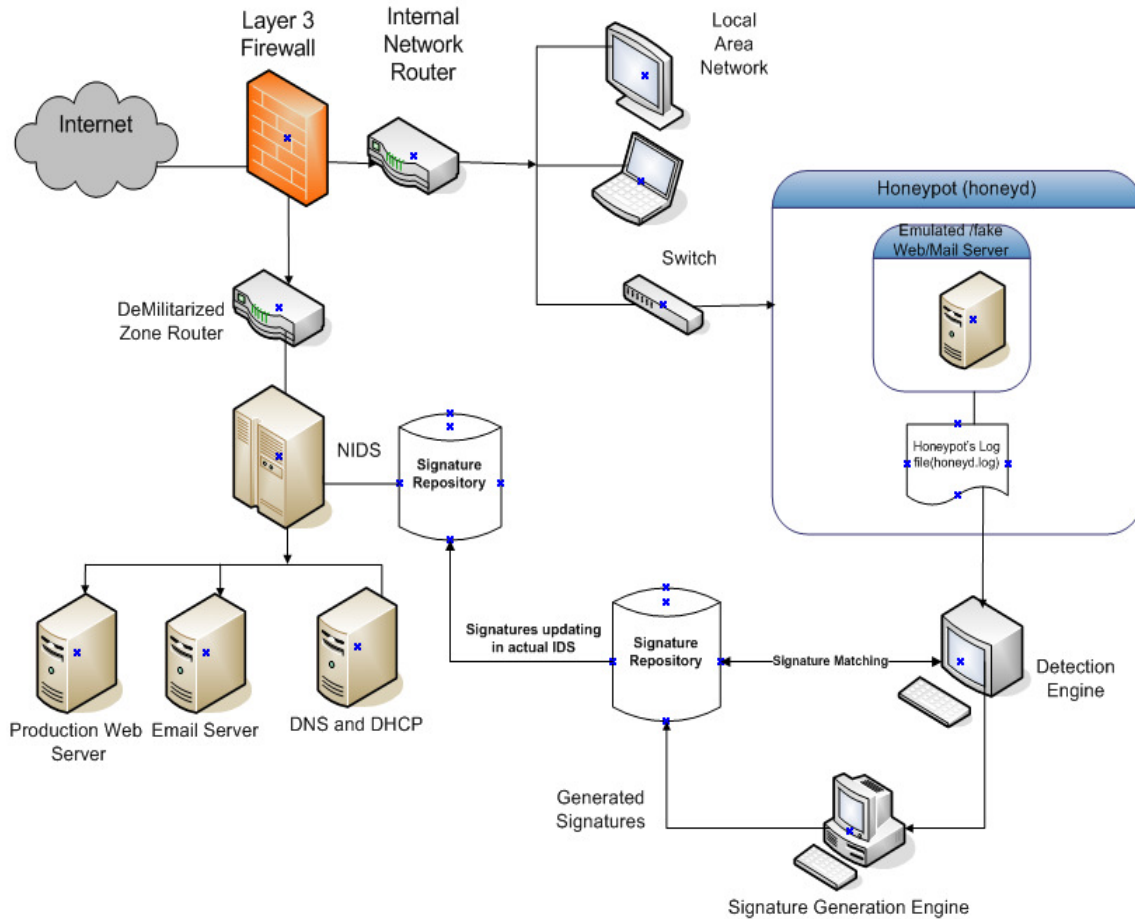 Layer 3
Firewall
Internal
Network
Router
Local
Area
Network
Internet
Honeypot (honeyd)
Emulated /fake
Web/Mail Server
Switch
DeMilitarized
Zone Router
NIDS
Signature
Repository
Honeypot's Log
file(honeyd.log)
Signatures updating
in actual IDS
Signature
Repository
Signature Matching
Detection
Engine
Production Web
Server
Email Server
DNS and DHCP
Generated
Signatures
Signature Generation Engine